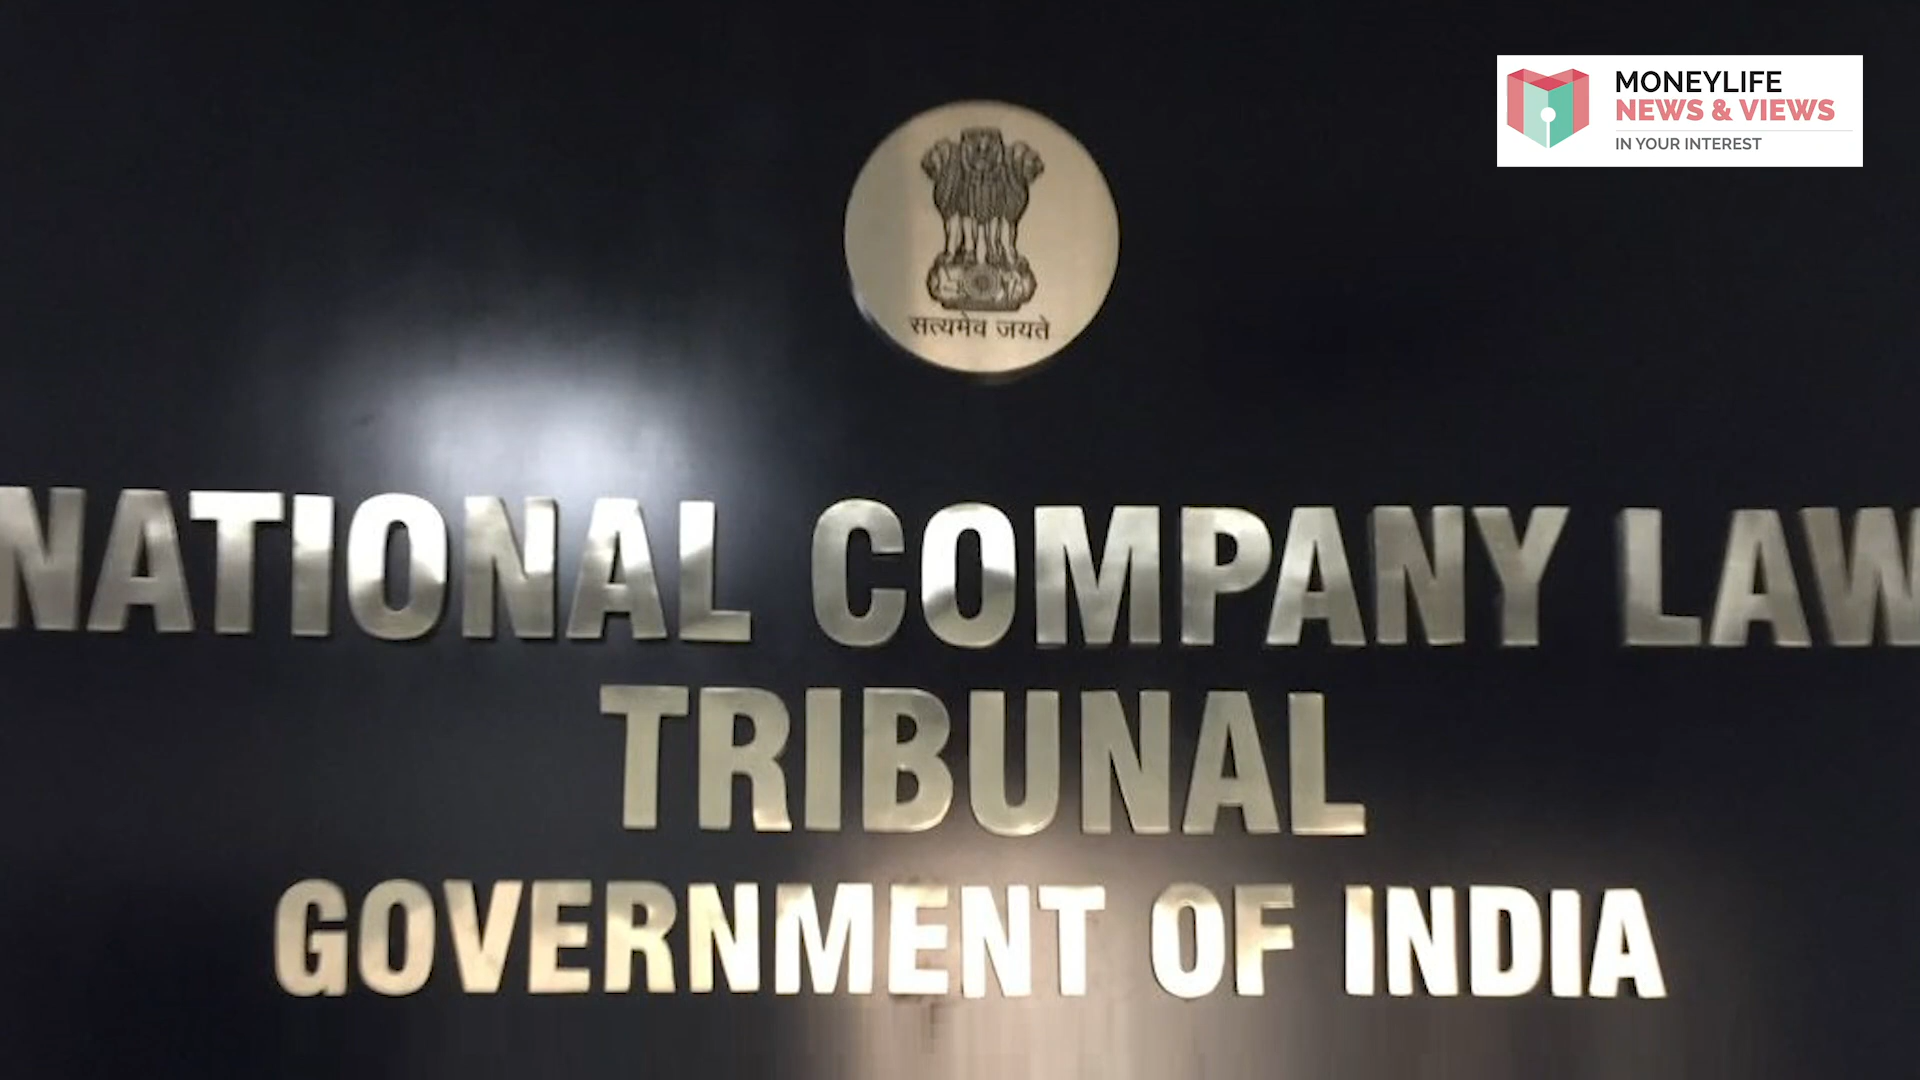 MONEYLIFE
NEWS & VIEWS
IN YOUR INTEREST
सत्यमेव जयते
NATIONAL COMPANY LAW
TRIBUNAL
GOVERNMENT OF INDIA